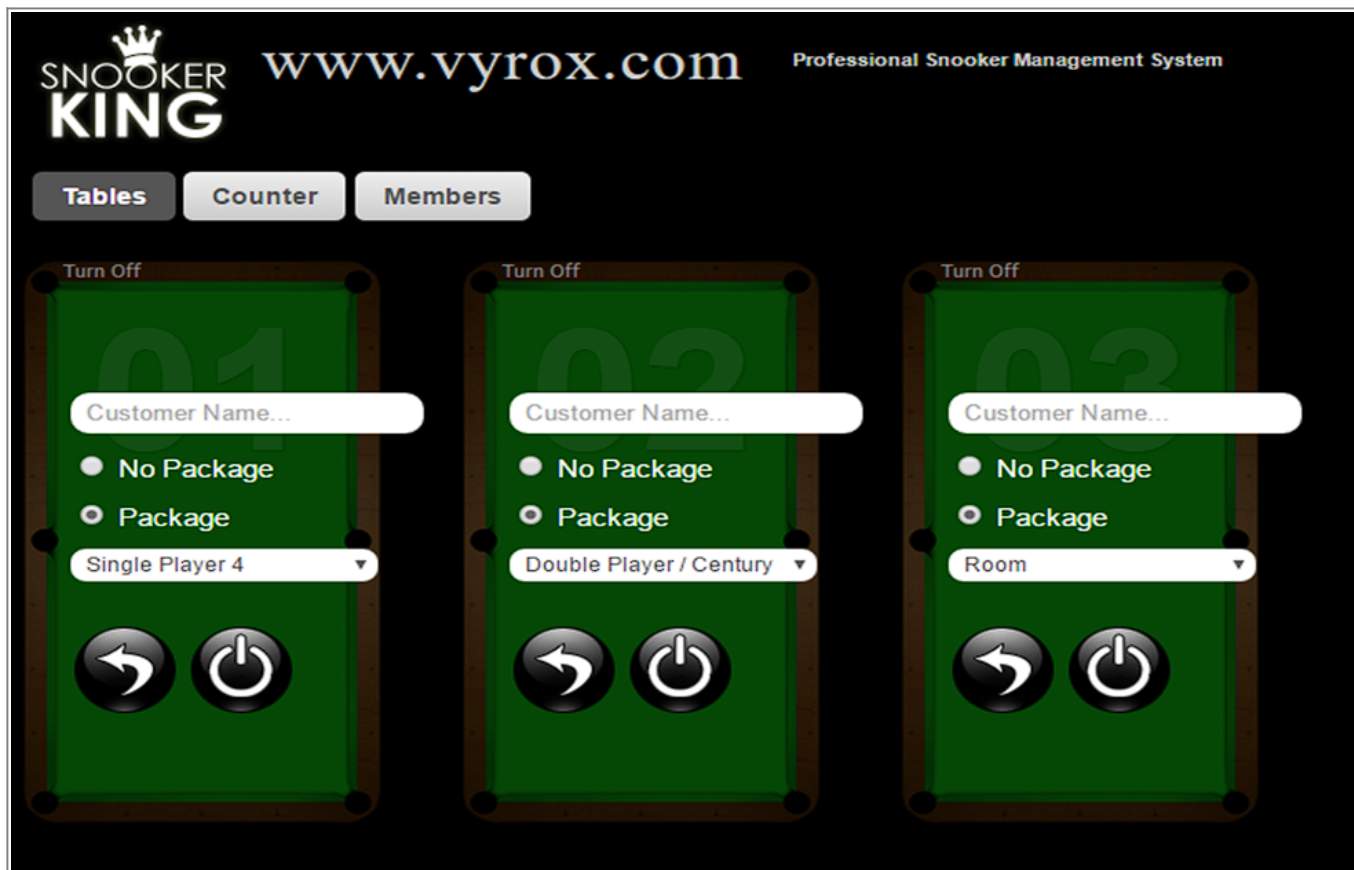 SNOOKER
KING
www.vyrox.com
Professional Snooker Management System
Tables
Counter
Members
Turn Off
01
Customer Name...
No Package
Package
Single Player 4
Turn Off
02
Customer Name...
No Package
Package
Double Player / Century
Turn Off
03
Customer Name...
No Package
Package
Room